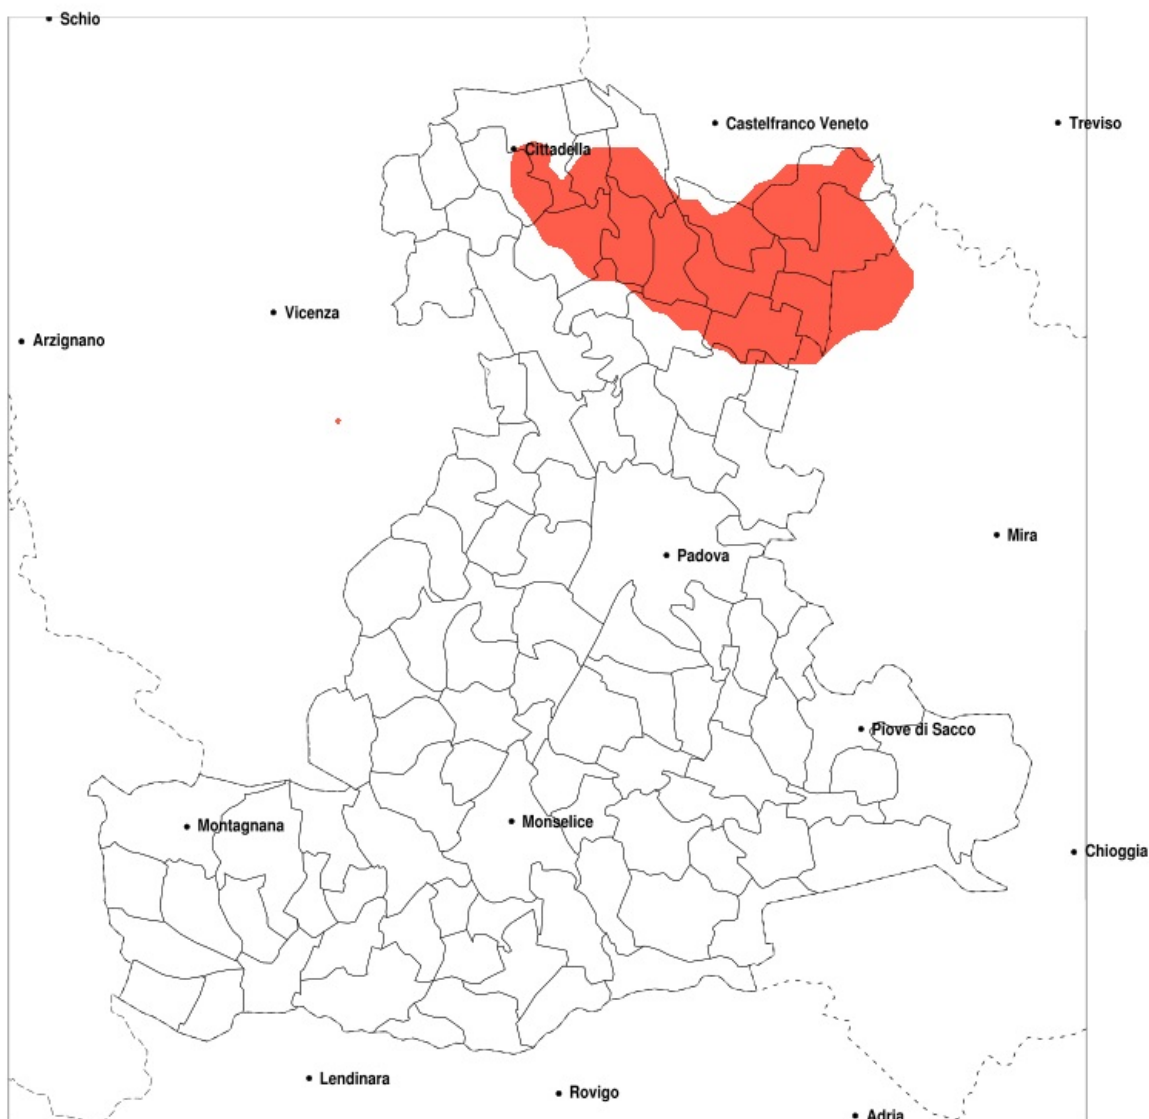 Schio
Castelfranco Veneto
Treviso
Cittadella
Vicenza
Arzignano
Mira
Padova
Piove di Sacco
Monselice
Montagnana
Chioggia
Lendinara
Rovigo
Adria